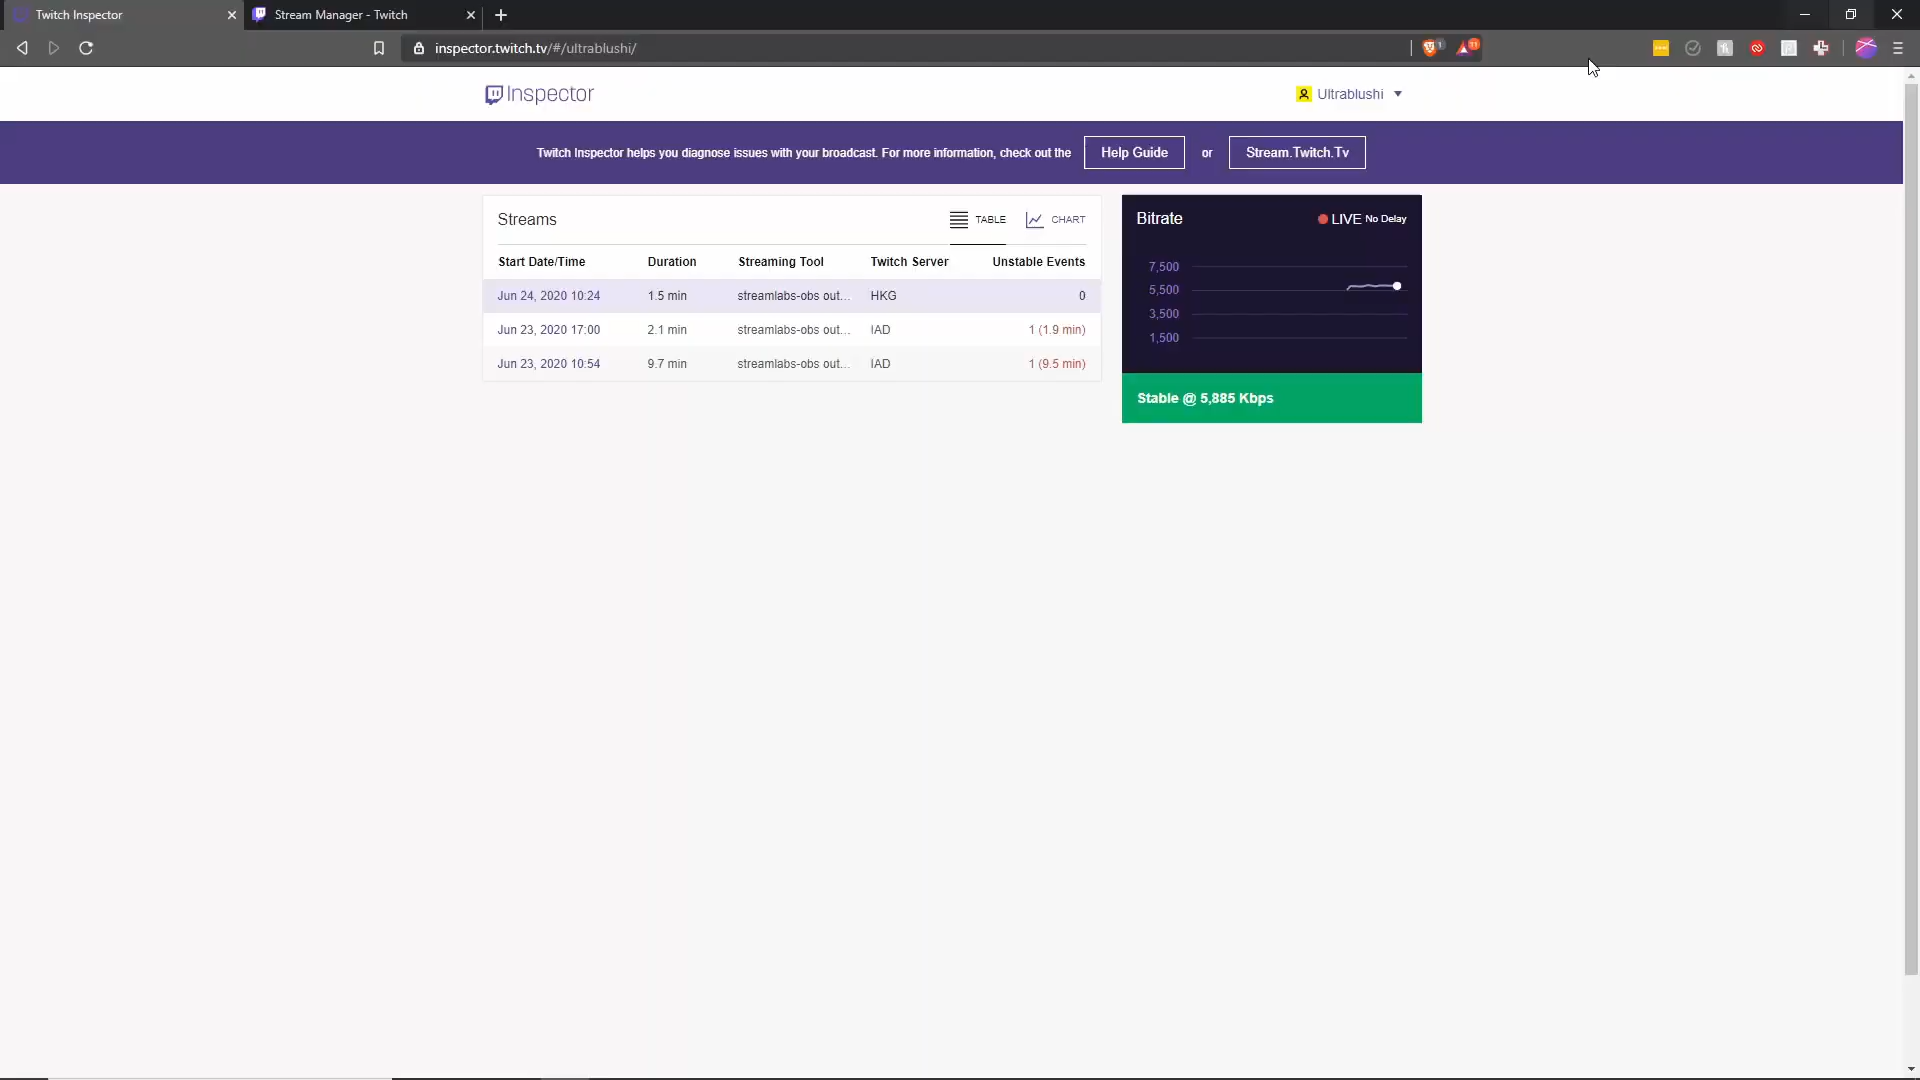 Twitch Inspector
Stream Manager - Twitch
inspector.twitch.tv/#/ultrablushi/
1
11
Inspector
Ultrablushi
Twitch Inspector helps you diagnose issues with your broadcast. For more information, check out the Help Guide or Stream.Twitch.Tv
Streams TABLE CHART
Start Date/Time Duration Streaming Tool Twitch Server Unstable Events
Jun 24, 2020 10:24 1.5 min streamlabs-obs out... HKG 0
Jun 23, 2020 17:00 2.1 min streamlabs-obs out... IAD 1 (1.9 min)
Jun 23, 2020 10:54 9.7 min streamlabs-obs out... IAD 1 (9.5 min)
Bitrate LIVE No Delay
7,500
5,500
3,500
1,500
Stable @ 5,885 Kbps